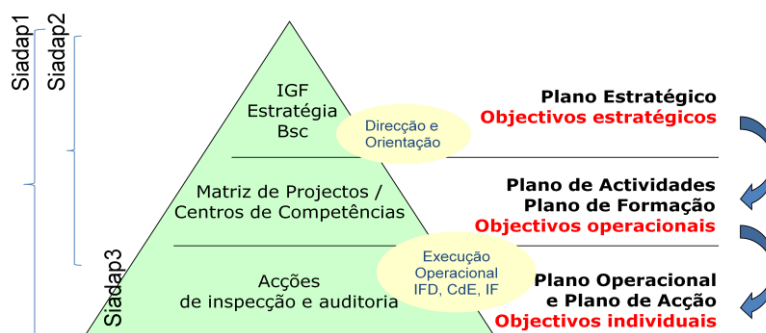 Siadap1
Siadap2
Siadap3
IGF
Estratégia
Bsc
Direcção e
Orientação
Plano Estratégico
Objectivos estratégicos
Matriz de Projectos /
Centros de Competências
Plano de Actividades
Plano de Formação
Objectivos operacionais
Execução
Operacional
IFD, CdE, IF
Acções
de inspecção e auditoria
Plano Operacional
e Plano de Acção
Objectivos individuais